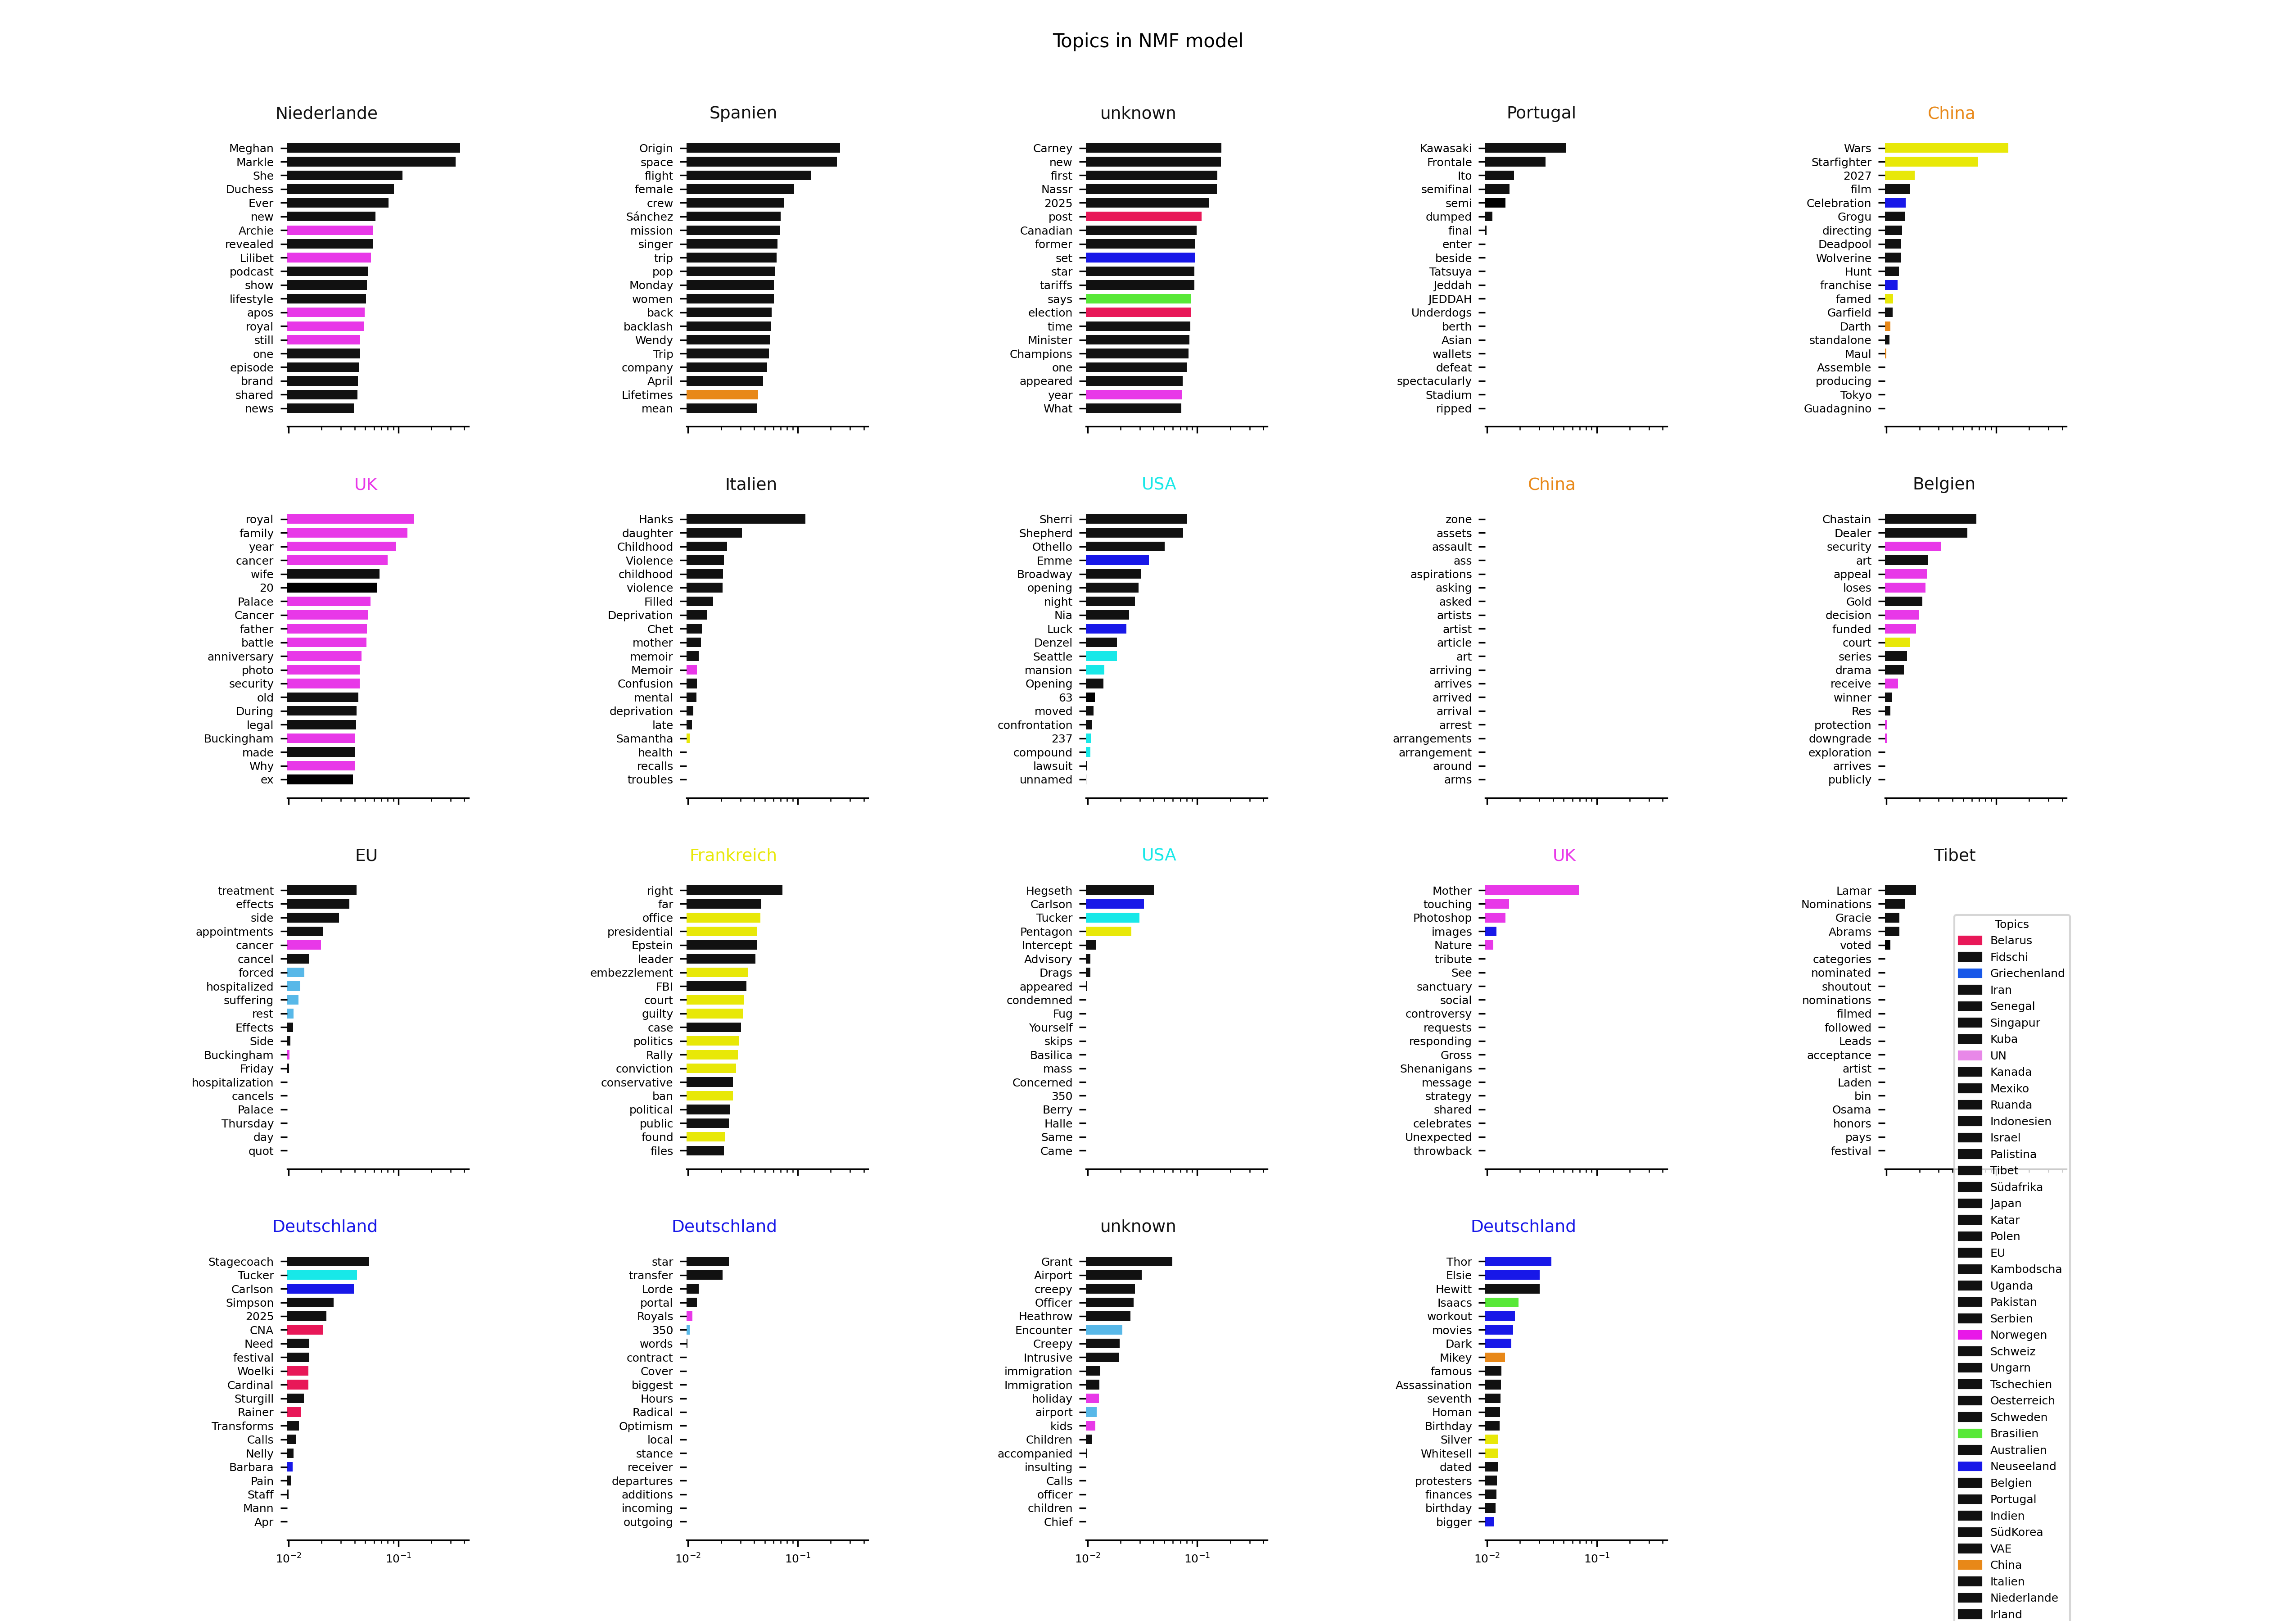 Topics in NMF model
Niederlande
Meghan
Markle
She
Duchess
Ever
new
Archie
revealed
Lilibet
podcast
show
lifestyle
apos
royal
still
one
episode
brand
shared
news
Spanien
Origin
space
flight
female
crew
Sánchez
mission
singer
trip
pop
Monday
women
back
backlash
Wendy
Trip
company
April
Lifetimes
mean
unknown
Carney
new
first
Nassr
2025
post
Canadian
former
set
star
tariffs
says
election
time
Minister
Champions
one
appeared
year
What
Portugal
Kawasaki
Frontale
Ito
semifinal
semi
dumped
final
enter
beside
Tatsuya
Jeddah
JEDDAH
Underdogs
berth
Asian
wallets
defeat
spectacularly
Stadium
ripped
China
Wars
Starfighter
2027
film
Celebration
Grogu
directing
Deadpool
Wolverine
Hunt
franchise
famed
Garfield
Darth
standalone
Maul
Assemble
producing
Tokyo
Guadagnino
UK
royal
family
year
cancer
wife
20
Palace
Cancer
father
battle
anniversary
photo
security
old
During
legal
Buckingham
made
Why
ex
Italien
Hanks
daughter
Childhood
Violence
childhood
violence
Filled
Deprivation
Chet
mother
memoir
Memoir
Confusion
mental
deprivation
late
Samantha
health
recalls
troubles
USA
Sherri
Shepherd
Othello
Emme
Broadway
opening
night
Nia
Luck
Denzel
Seattle
mansion
Opening
63
moved
confrontation
237
compound
lawsuit
unnamed
China
zone
assets
assault
ass
aspirations
asking
asked
artists
artist
article
art
arriving
arrives
arrived
arrival
arrest
arrangements
arrangement
around
arms
Belgien
Chastain
Dealer
security
art
appeal
loses
Gold
decision
funded
court
series
drama
receive
winner
Res
protection
downgrade
exploration
arrives
publicly
EU
treatment
effects
side
appointments
cancer
cancel
forced
hospitalized
suffering
rest
Effects
Side
Buckingham
Friday
hospitalization
cancels
Palace
Thursday
day
quot
Frankreich
right
far
office
presidential
Epstein
leader
embezzlement
FBI
court
guilty
case
politics
Rally
conviction
conservative
ban
political
public
found
files
USA
Hegseth
Carlson
Tucker
Pentagon
Intercept
Advisory
Drags
appeared
condemned
Fug
Yourself
skips
Basilica
mass
Concerned
350
Berry
Halle
Same
Came
UK
Mother
touching
Photoshop
images
Nature
tribute
See
sanctuary
social
controversy
requests
responding
Gross
Shenanigans
message
strategy
shared
celebrates
Unexpected
throwback
Tibet
Lamar
Nominations
Gracie
Abrams
voted
categories
nominated
shoutout
nominations
filmed
followed
Leads
acceptance
artist
Laden
bin
Osama
honors
pays
festival
Deutschland
Stagecoach
Tucker
Carlson
Simpson
2025
CNA
Need
festival
Woelki
Cardinal
Sturgill
Rainer
Transforms
Calls
Nelly
Barbara
Pain
Staff
Mann
Apr
10⁻² 10⁻¹
Deutschland
star
transfer
Lorde
portal
Royals
350
words
contract
Cover
biggest
Hours
Radical
Optimism
local
stance
receiver
departures
additions
incoming
outgoing
10⁻² 10⁻¹
unknown
Grant
Airport
creepy
Officer
Heathrow
Encounter
Creepy
Intrusive
immigration
Immigration
holiday
airport
kids
Children
accompanied
insulting
Calls
officer
children
Chief
10⁻² 10⁻¹
Deutschland
Thor
Elsie
Hewitt
Isaacs
workout
movies
Dark
Mikey
famous
Assassination
seventh
Homan
Birthday
Silver
Whitesell
dated
protesters
finances
birthday
bigger
10⁻² 10⁻¹
Topics
Belarus
Fidschi
Griechenland
Iran
Senegal
Singapur
Kuba
UN
Kanada
Mexiko
Ruanda
Indonesien
Israel
Palistina
Tibet
Südafrika
Japan
Katar
Polen
EU
Kambodscha
Uganda
Pakistan
Serbien
Norwegen
Schweiz
Ungarn
Tschechien
Oesterreich
Schweden
Brasilien
Australien
Neuseeland
Belgien
Portugal
Indien
SüdKorea
VAE
China
Italien
Niederlande
Irland